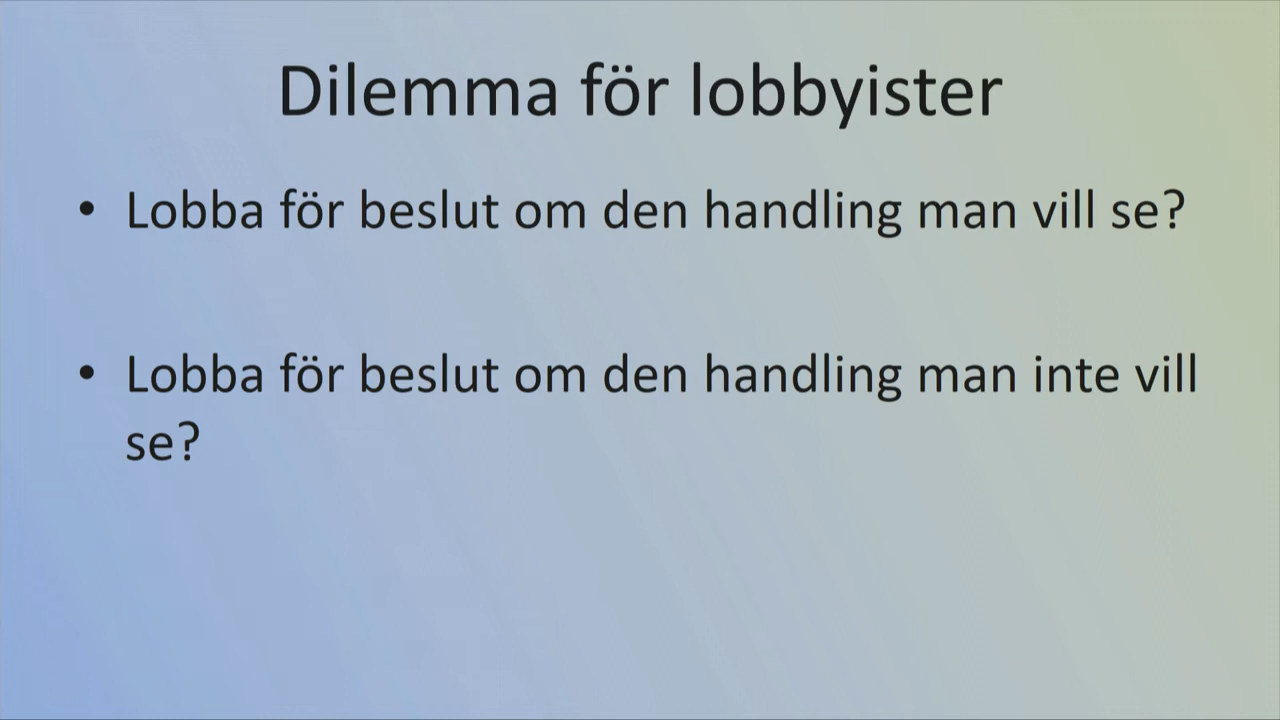 Dilemma för lobbyister
• Lobba för beslut om den handling man vill se?
• Lobba för beslut om den handling man inte vill
se?